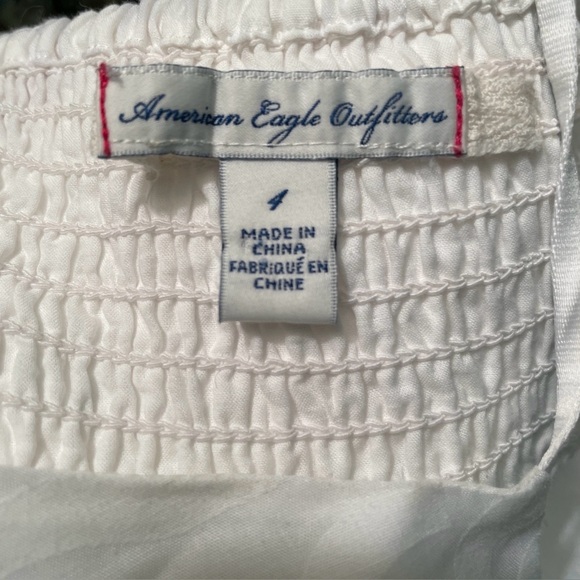 American Eagle Outfitters
4
MADE IN
CHINA
FABRIQUÉ EN
CHINE